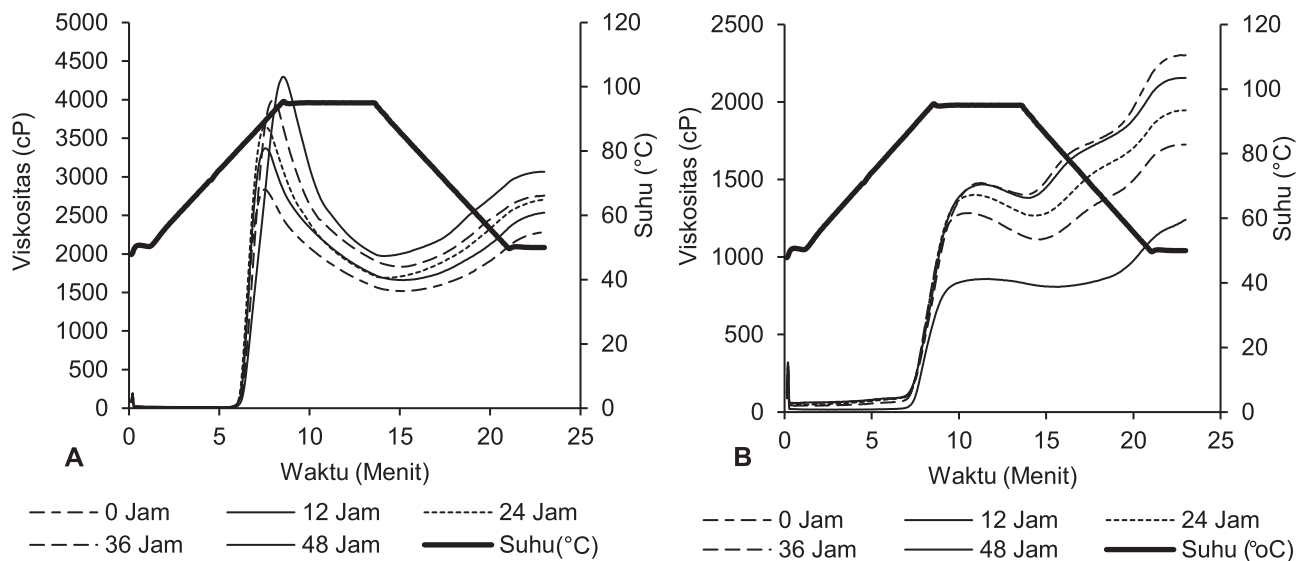 5000
4500
4000
3500
3000
2500
2000
1500
1000
500
0
Viskositas (cP)
120
100
80
60
40
20
0
Suhu (°C)
0 5 10 15 20 25
Waktu (Menit)
A
0 Jam 12 Jam 24 Jam
36 Jam 48 Jam Suhu(°C)
2500
2000
1500
1000
500
0
Viskositas (cP)
120
100
80
60
40
20
0
Suhu (°C)
0 5 10 15 20 25
Waktu (Menit)
B
0 Jam 12 Jam 24 Jam
36 Jam 48 Jam Suhu (°oC)